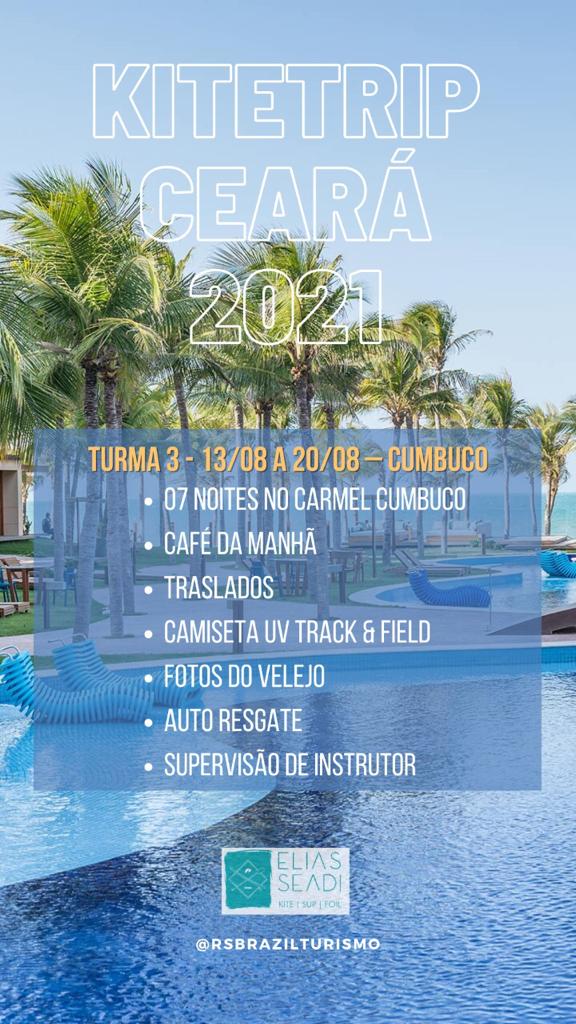 KITETRIP
CEARÁ
2021
TURMA 3 - 13/08 A 20/08 – CUMBUCO
• 07 NOITES NO CARMEL CUMBUCO
• CAFÉ DA MANHÃ
• TRASLADOS
• CAMISETA UV TRACK & FIELD
• FOTOS DO VELEJO
• AUTO RESGATE
• SUPERVISÃO DE INSTRUTOR
ELIAS
SEADI
KITE | SUP | FOIL
@RSBRAZILTURISMO